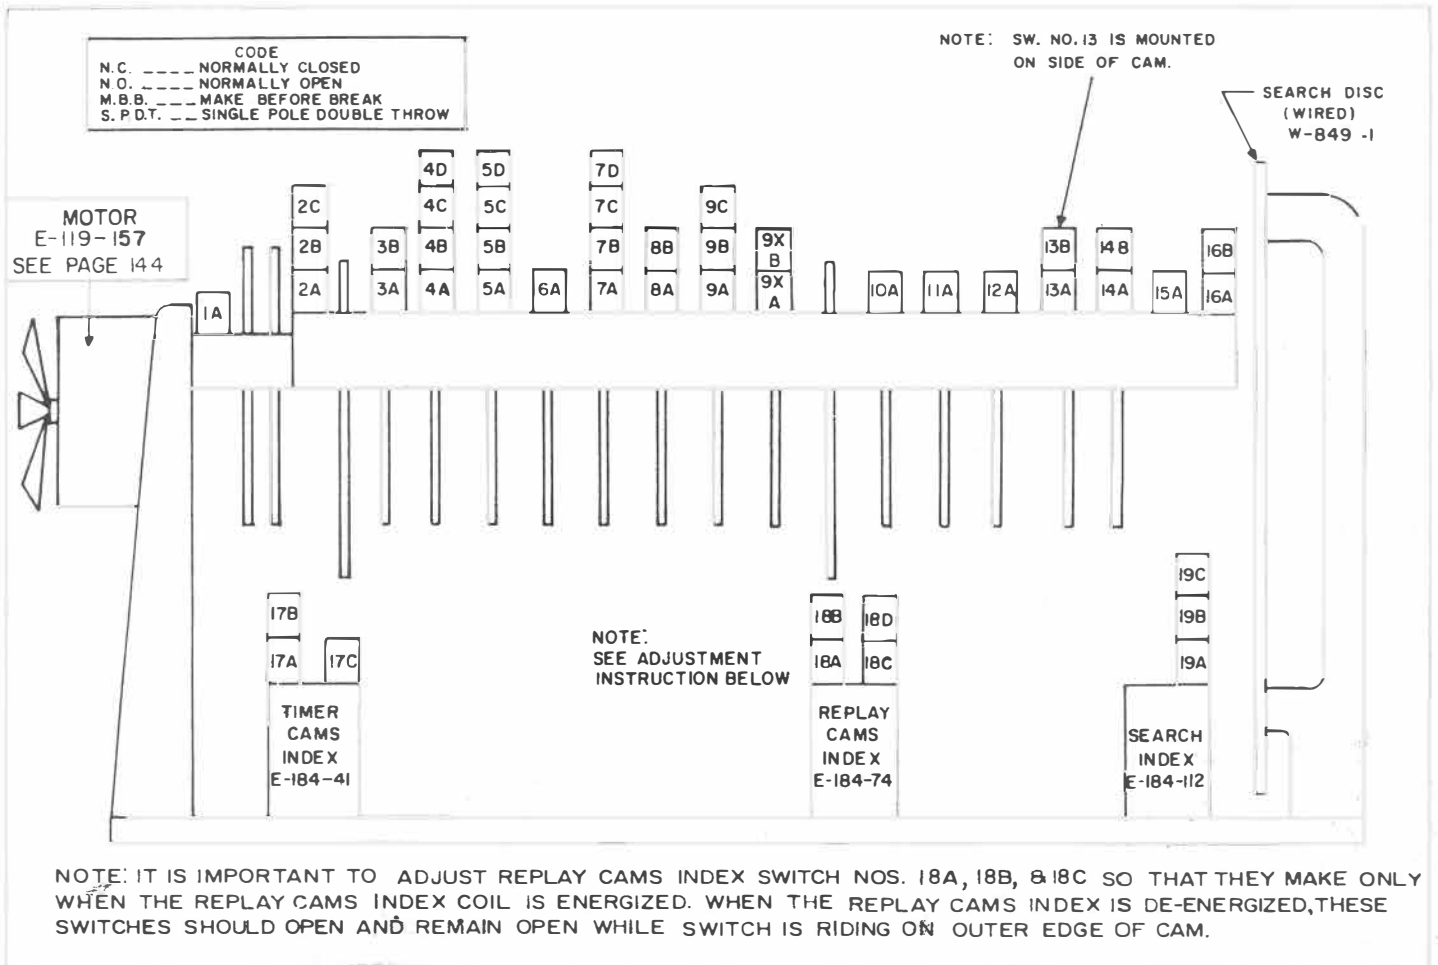 CODE
N.C. ____ NORMALLY CLOSED
N.O. ____ NORMALLY OPEN
M.B.B. ___ MAKE BEFORE BREAK
S.P.D.T. __ SINGLE POLE DOUBLE THROW
NOTE: SW. NO. 13 IS MOUNTED
ON SIDE OF CAM.
SEARCH DISC
(WIRED)
W-849 -1
MOTOR
E-119-157
SEE PAGE 144
1A
2C
2B
2A
3B
3A
4D
4C
4B
4A
5D
5C
5B
5A
6A
7D
7C
7B
7A
8B
8A
9C
9B
9A
9X
B
9X
A
10A
11A
12A
13B
13A
14B
14A
15A
16B
16A
17B
17A
17C
TIMER
CAMS
INDEX
E-184-41
NOTE:
SEE ADJUSTMENT
INSTRUCTION BELOW
18B
18A
18D
18C
REPLAY
CAMS
INDEX
E-184-74
19C
19B
19A
SEARCH
INDEX
E-184-112
NOTE: IT IS IMPORTANT TO ADJUST REPLAY CAMS INDEX SWITCH NOS. 18A, 18B, & 18C SO THAT THEY MAKE ONLY
WHEN THE REPLAY CAMS INDEX COIL IS ENERGIZED. WHEN THE REPLAY CAMS INDEX IS DE-ENERGIZED, THESE
SWITCHES SHOULD OPEN AND REMAIN OPEN WHILE SWITCH IS RIDING ON OUTER EDGE OF CAM.